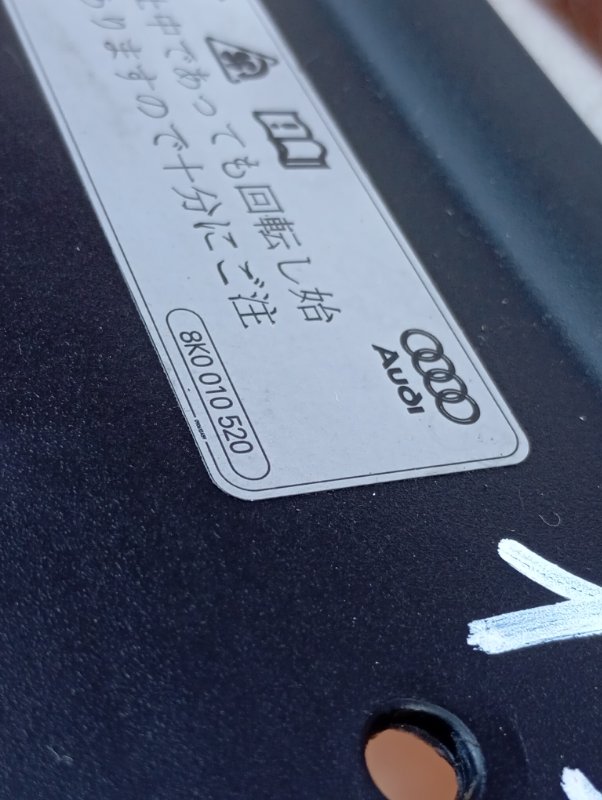 中であっても回転し始
りますので十分にご注
8K0 010 520
Audi